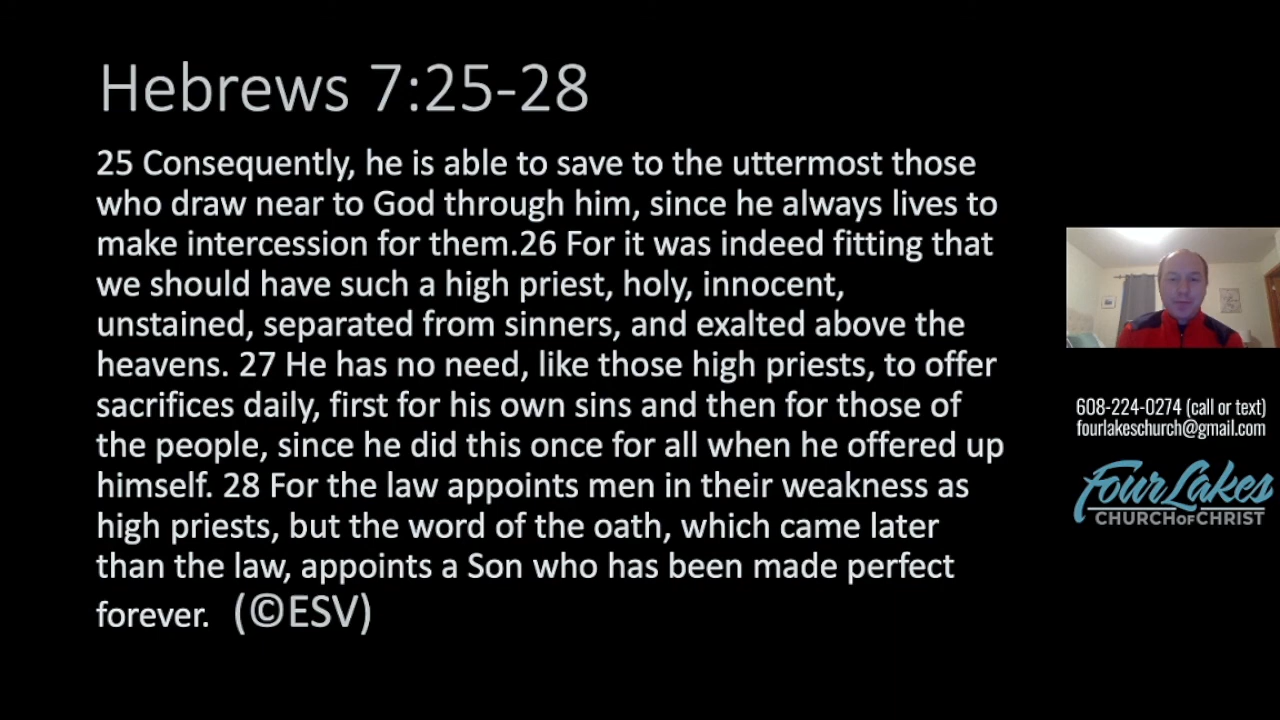 Hebrews 7:25-28
25 Consequently, he is able to save to the uttermost those
who draw near to God through him, since he always lives to
make intercession for them.26 For it was indeed fitting that
we should have such a high priest, holy, innocent,
unstained, separated from sinners, and exalted above the
heavens. 27 He has no need, like those high priests, to offer
sacrifices daily, first for his own sins and then for those of
the people, since he did this once for all when he offered up
himself. 28 For the law appoints men in their weakness as
high priests, but the word of the oath, which came later
than the law, appoints a Son who has been made perfect
forever. (©ESV)
608-224-0274 (call or text)
fourlakeschurch@gmail.com
Four Lakes
CHURCH OF CHRIST